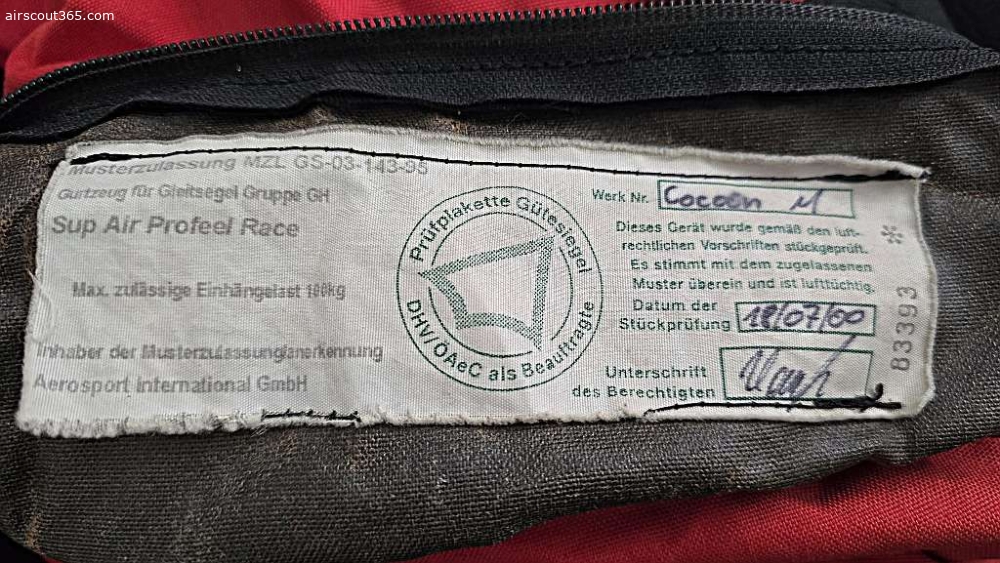 airscout365.com
Musterzulassung MZL GS-03-143-95
Gurtzeug für Gleitsegel Gruppe GH
Sup Air Profeel Race
Max. zulässige Einhängelast 100kg
Inhaber der Musterzulassung/anerkennung
Aerosport International GmbH
Prüfplakette Gütesiegel
DHV/ÖAeC als Beauftragte
Werk Nr. Cocoon M
Dieses Gerät wurde gemäß den luft-
rechtlichen Vorschriften stückgeprüft.
Es stimmt mit dem zugelassenen
Muster überein und ist lufttüchtig.
Datum der
Stückprüfung 18/07/00
Unterschrift
des Berechtigten
83393 *